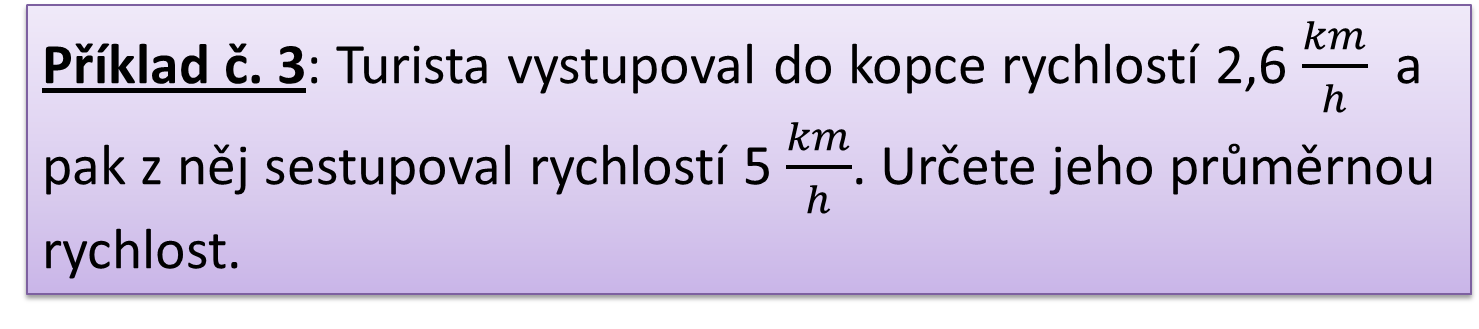 Příklad č. 3: Turista vystupoval do kopce rychlostí 2,6 km/h a
pak z něj sestupoval rychlostí 5 km/h. Určete jeho průměrnou
rychlost.